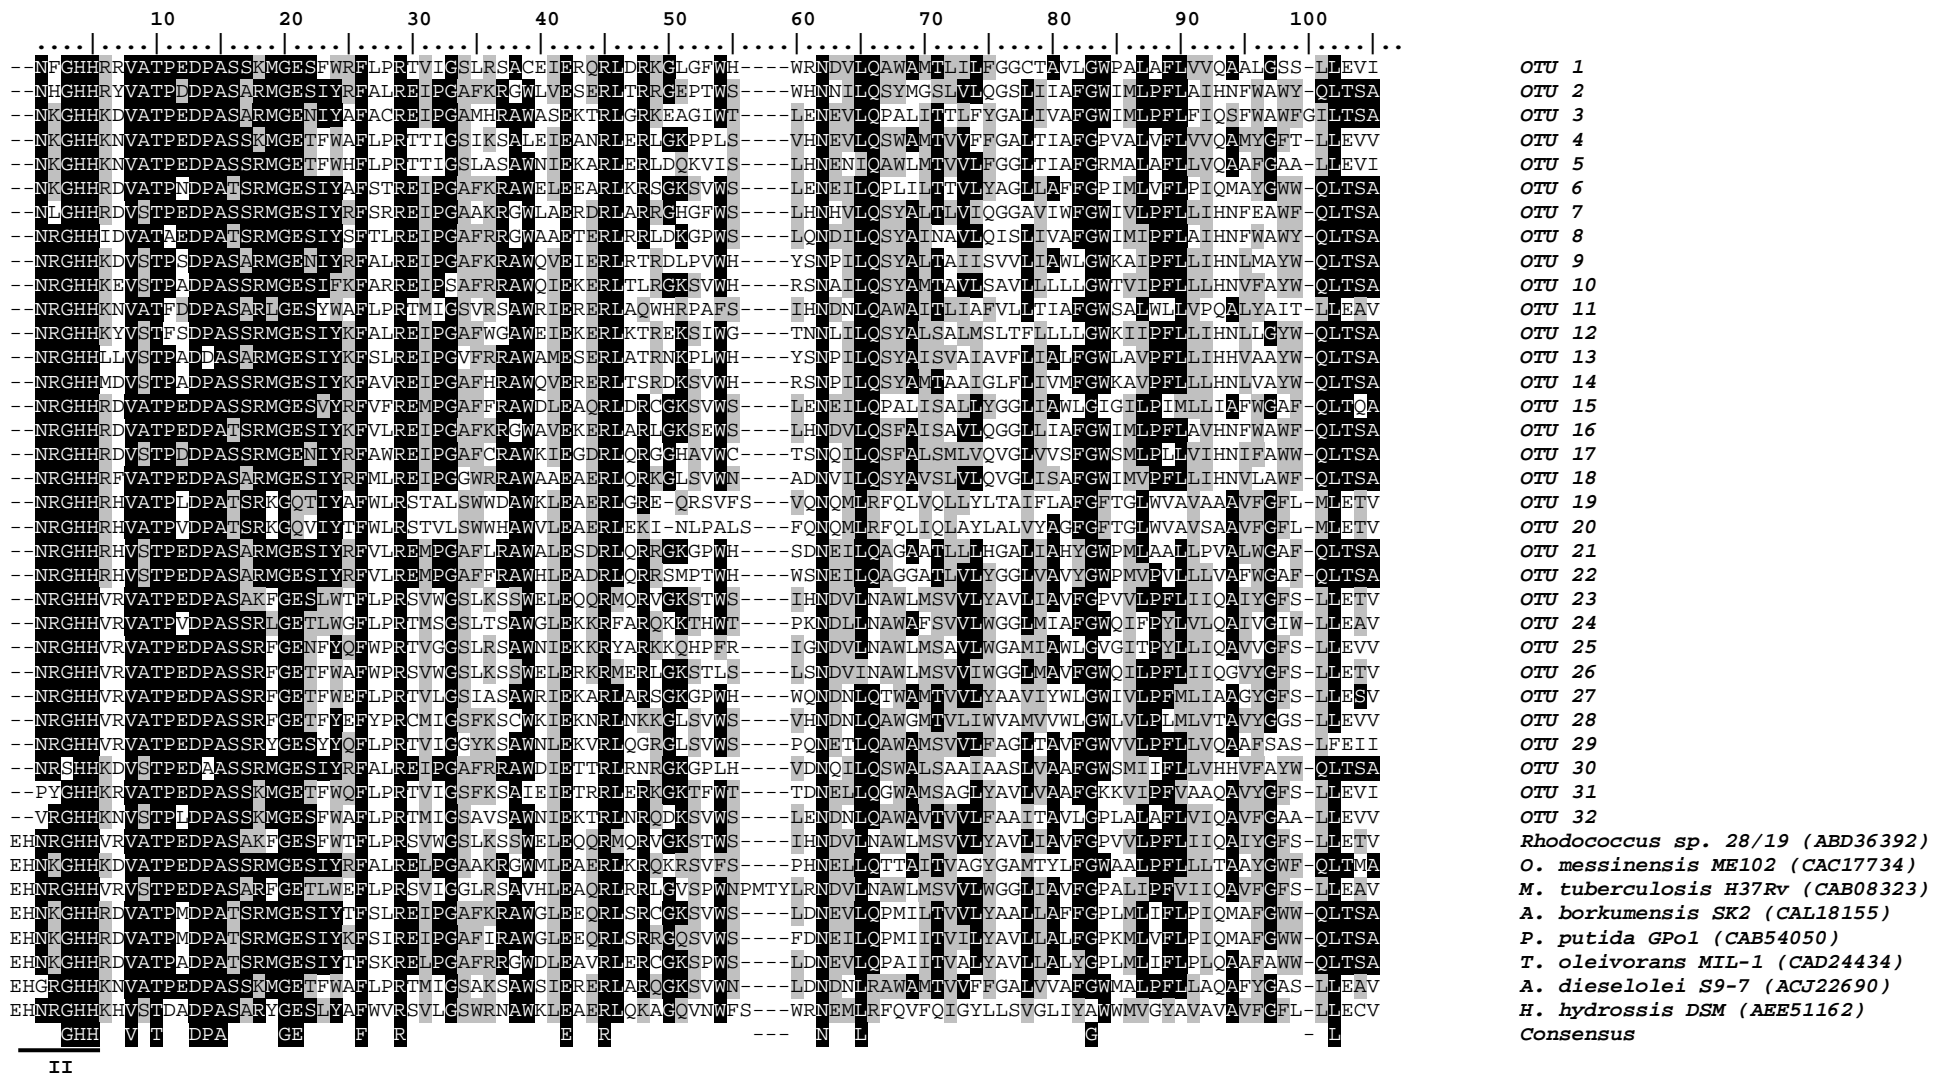 10 20 30 40 50 60 70 80 90 100
--NFGHHRRVATPEDPASSKMGESFWRFLPRTVIGSLRSACEIERQRLDRKGLGFWH----WRNDVLQAWAMTLILFGGCTAVLGWPALAFLVVQAALGSS-LLEVI OTU 1
--NHGHHRYVATPDDPASARMGESIYRFALREIPGAFKRGWLVESERLTRRGEPTWS----WHNNILQSYMGSLVLQGSLIIAFGWIMLPFLAIHNFWAWY-QLTSA OTU 2
--NKGHHKDVATPEDPASARMGENIYAFACREIPGAMHRAWASEKTRLGRKEAGIWT----LENEVLQPALITTLFYGALIVAFGWIMLPFLFIQSFWAWFGILTSA OTU 3
--NKGHHKNVATPEDPASSKMGETFWAFLPRTTIGSIKSALEIEANRLERLGKPPLS----VHNEVLQSWAMTVVFFGALTIAFGPVALVFLVVQAMYGFT-LLEVV OTU 4
--NKGHHKNVATPEDPASSRMGETFWHFLPRTTIGSLASAWNIEKARLERLDQKVIS----LHNENIQAWLMTVVLFGGLTIAFGRMALAFLLVQAAFGAA-LLEVI OTU 5
--NKGHHRDVATPNDPATSRMGESIYAFSTREIPGAFKRAWELEEARLKRSGKSVWS----LENEILQPLILTTVLYAGLLAFFGPIMLVFLPIQMAYGWW-QLTSA OTU 6
--NLGHHRDVSTPEDPASSRMGESIYRFSRREIPGAAKRGWLAERDRLARRGHGFWS----LHNHVLQSYALTLVIQGGAVIWFGWIVLPFLLIHNFEAWF-QLTSA OTU 7
--NRGHHIDVATAEDPATSRMGESIYSFTLREIPGAFRRGWAAETERLRRLDKGPWS----LQNDILQSYAINAVLQISLIVAFGWIMIPFLAIHNFWAWY-QLTSA OTU 8
--NRGHHKDVSTPSDPASARMGENIYRFALREIPGAFKRAWQVEIERLRTRDLPVWH----YSNPILQSYALTAIISVVLIAWLGWKAIPFLLIHNLMAYW-QLTSA OTU 9
--NRGHHKEVSTPADPASSRMGESIFKFARREIPSAFRRAWQIEKERLTLRGKSVWH----RSNAILQSYAMTAVLSAVLLLLLGWTVIPFLLLHNVFAYW-QLTSA OTU 10
--NRGHHKNVATFDDPASARLGESYWAFLPRTMIGSVRSAWRIERERLAQWHRPAFS----IHNDNLQAWAITLIAFVLLTIAFGWSALWLLVPQALYAIT-LLEAV OTU 11
--NRGHHKYVSTFSDPASSRMGESIYKFALREIPGAFWGAWEIEKERLKTREKSIWG----TNNLILQSYALSALMSLTFLLLLGWKIIPFLLIHNLLGYW-QLTSA OTU 12
--NRGHHLLVSTPADDASARMGESIYKFSLREIPGVFRRAWAMESERLATRNKPLWH----YSNPILQSYAISVAIAVFLIALFGWLAVPFLLIHHVAAYW-QLTSA OTU 13
--NRGHHMDVSTPADPASSRMGESIYKFAVREIPGAFHRAWQVERERLTSRDKSVWH----RSNPILQSYAMTAAIGLFLIVMFGWKAVPFLLLHNLVAYW-QLTSA OTU 14
--NRGHHRDVATPEDPASSRMGESVYRFVFREMPGAFFRAWDLEAQRLDRCGKSVWS----LENEILQPALISALLYGGLIAWLGIGILPIMLLIAFWGAF-QLTQA OTU 15
--NRGHHRDVATPEDPATSRMGESIYKFVLREIPGAFKRGWAVEKERLARLGKSEWS----LHNDVLQSFAISAVLQGGLLIAFGWIMLPFLAVHNFWAWF-QLTSA OTU 16
--NRGHHRDVSTPDDPASSRMGENIYRFAWREIPGAFCRAWKIEGDRLQRGGHAVWC----TSNQILQSFALSMLVQVGLVVSFGWSMLPLLVIHNIFAWW-QLTSA OTU 17
--NRGHHRFVATPEDPASSRMGESIYRFMLREIPGGWRRAWAAEAERLQRKGLSVWN----ADNVILQSYAVSLVLQVGLISAFGWIMVPFLLIHNVLAWF-QLTSA OTU 18
--NRGHHRHVATPLDPATSRKGQTIYAFWLRSTALSWWDAWKLEAERLGRE-QRSVFS---VQNQMLRFQLVQLLYLTAIFLAFGFTGLWVAVAAAVFGFL-MLETV OTU 19
--NRGHHRHVATPVDPATSRKGQVIYTFWLRSTVLSWWHAWVLEAERLEKI-NLPALS---FQNQMLRFQLIQLAYLALVYAGFGFTGLWVAVSAAVFGFL-MLETV OTU 20
--NRGHHRHVSTPEDPASARMGESIYRFVLREMPGAFLRAWALESDRLQRRGKGPWH----SDNEILQAGAATLLLHGALIAHYGWPMLAALLPVALWGAF-QLTSA OTU 21
--NRGHHRHVSTPEDPASARMGESIYRFVLREMPGAFFRAWHLEADRLQRRSMPTWH----WSNEILQAGGATLVLYGGLVAVYGWPMVPVLLLVAFWGAF-QLTSA OTU 22
--NRGHHVRVATPEDPASAKFGESLWTFLPRSVWGSLKSSWELEQQRMQRVGKSTWS----IHNDVLNAWLMSVVLYAVLIAVFGPVVLPFLIIQAIYGFS-LLETV OTU 23
--NRGHHVRVATPVDPASSRLGETLWGFLPRTMSGSLTSAWGLEKKRFARQKKTHWT----PKNDLLNAWAFSVVLWGGLMIAFGWQIFPYLVLQAIVGIW-LLEAV OTU 24
--NRGHHVRVATPEDPASSRFGENFYQFWPRTVGGSLRSAWNIEKKRYARKKQHPFR----IGNDVLNAWLMSAVLWGAMIAWLGVGITPYLLIQAVVGFS-LLEVV OTU 25
--NRGHHVRVATPEDPASSRFGETFWAFWPRSVWGSLKSSWELERKRMERLGKSTLS----LSNDVINAWLMSVVIWGGLMAVFGWQILPFLIIQGVYGFS-LLETV OTU 26
--NRGHHVRVATPEDPASSRFGETFWEFLPRTVLGSIASAWRIEKARLARSGKGPWH----WQNDNLQTWAMTVVLYAAVIYWLGWIVLPFMLIAAGYGFS-LLESV OTU 27
--NRGHHVRVATPEDPASSRFGETFYEFYPRCMIGSFKSCWKIEKNRLNKKGLSVWS----VHNDNLQAWGMTVLIWVAMVVWLGWLVLPLMLVTAVYGGS-LLEVV OTU 28
--NRGHHVRVATPEDPASSRYGESYYQFLPRTVIGGYKSAWNLEKVRLQGRGLSVWS----PQNETLQAWAMSVVLFAGLTAVFGWVVLPFLLVQAAFSAS-LFEII OTU 29
--NRSHHKDVSTPEDAASSRMGESIYRFALREIPGAFRRAWDIETTRLRNRGKGPLH----VDNQILQSWALSAAIAASLVAAFGWSMIIFLLVHHVFAYW-QLTSA OTU 30
--PYGHHKRVATPEDPASSKMGETFWQFLPRTVIGSFKSAIEIETRRLERKGKTFWT----TDNELLQGWAMSAGLYAVLVAAFGKKVIPFVAAQAVYGFS-LLEVI OTU 31
--VRGHHKNVSTPLDPASSKMGESFWAFLPRTMIGSAVSAWNIEKTRLNRQDKSVWS----LENDNLQAWAVTVVLFAAITAVLGPLALAFLVIQAVFGAA-LLEVV OTU 32
EHNRGHHVRVATPEDPASAKFGESFWTFLPRSVWGSLKSSWELEQQRMQRVGKSTWS----IHNDVLNAWLMSVVLYAVLIAVFGPVVLPFLIIQAIYGFS-LLETV Rhodococcus sp. 28/19 (ABD36392)
EHNKGHHKDVATPEDPASSRMGESIYRFALRELPGAAKRGWMLEAERLKRQKRSVFS----PHNELLQTTAITVAGYGAMTYLFGWAALPFLLLTAAYGWF-QLTMA O. messinensis ME102 (CAC17734)
EHNRGHHVRVSTPEDPASARFGETLWEFLPRSVIGGLRSAVHLEAQRLRRLGVSPWNPMTYLRNDVLNAWLMSVVLWGGLIAVFGPALIPFVIIQAVFGFS-LLEAV M. tuberculosis H37Rv (CAB08323)
EHNKGHHRDVATPMDPATSRMGESIYTFSLREIPGAFKRAWGLEEQRLSRCGKSVWS----LDNEVLQPMILTVVLYAALLAFFGPLMLIFLPIQMAFGWW-QLTSA A. borkumensis SK2 (CAL18155)
EHNKGHHRDVATPMDPATSRMGESIYKFSIREIPGAFIRAWGLEEQRLSRRGQSVWS----FDNEILQPMIITVILYAVLLALFGPKMLVFLPIQMAFGWW-QLTSA P. putida GPo1 (CAB54050)
EHNKGHHRDVATPADPATSRMGESIYTFSKRELPGAFRRGWDLEAVRLERCGKSPWS----LDNEVLQPAIITVALYAVLLALYGPLMLIFLPLQAAFAWW-QLTSA T. oleivorans MIL-1 (CAD24434)
EHGRGHHKNVATPEDPASSKMGETFWAFLPRTMIGSAKSAWSIERERLARQGKSVWN----LDNDNLRAWAMTVVFFGALVVAFGWMALPFLLAQAFYGAS-LLEAV A. dieselolei S9-7 (ACJ22690)
EHNRGHHKHVSTDADPASARYGESLYAFWVRSVLGSWRNAWKLEAERLQKAGQVNWFS---WRNEMLRFQVFQIGYLLSVGLIYAWWMVGYAVAVAVFGFL-LLECV H. hydrossis DSM (AEE51162)
GHH V T DPA GE F R E R --- N L G - L Consensus
II